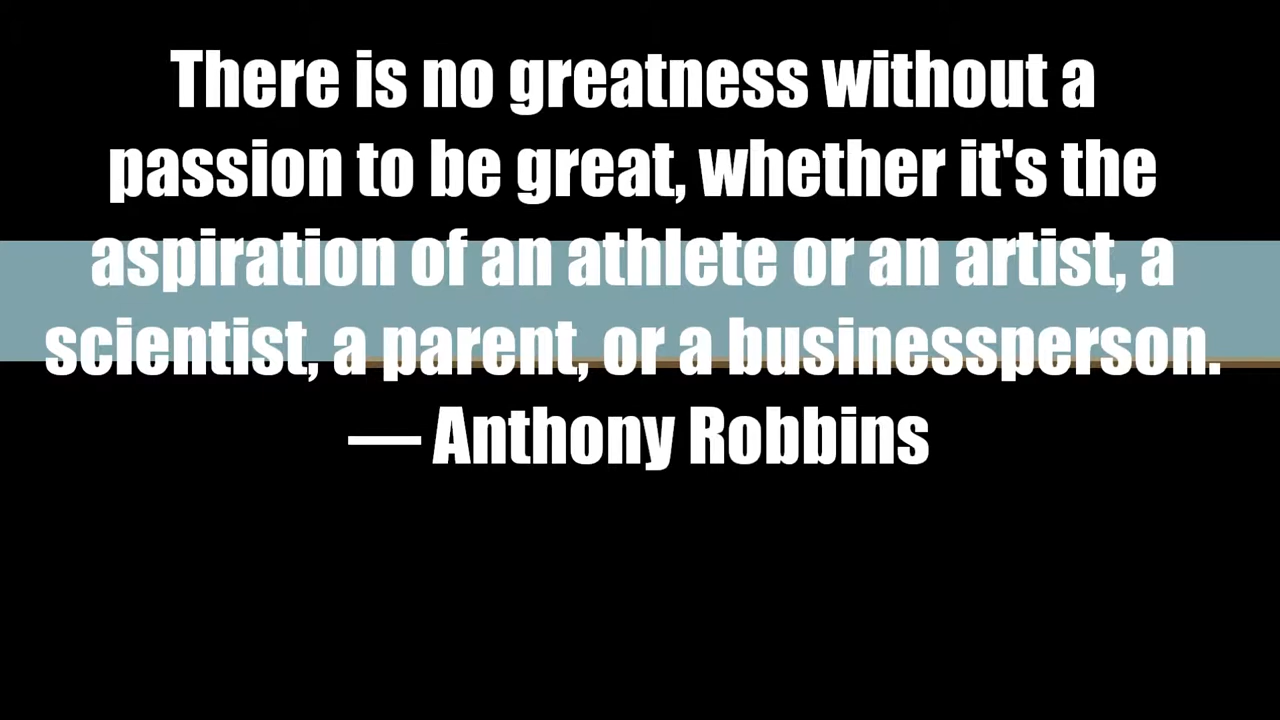 There is no greatness without a
passion to be great, whether it's the
aspiration of an athlete or an artist, a
scientist, a parent, or a businessperson.
— Anthony Robbins